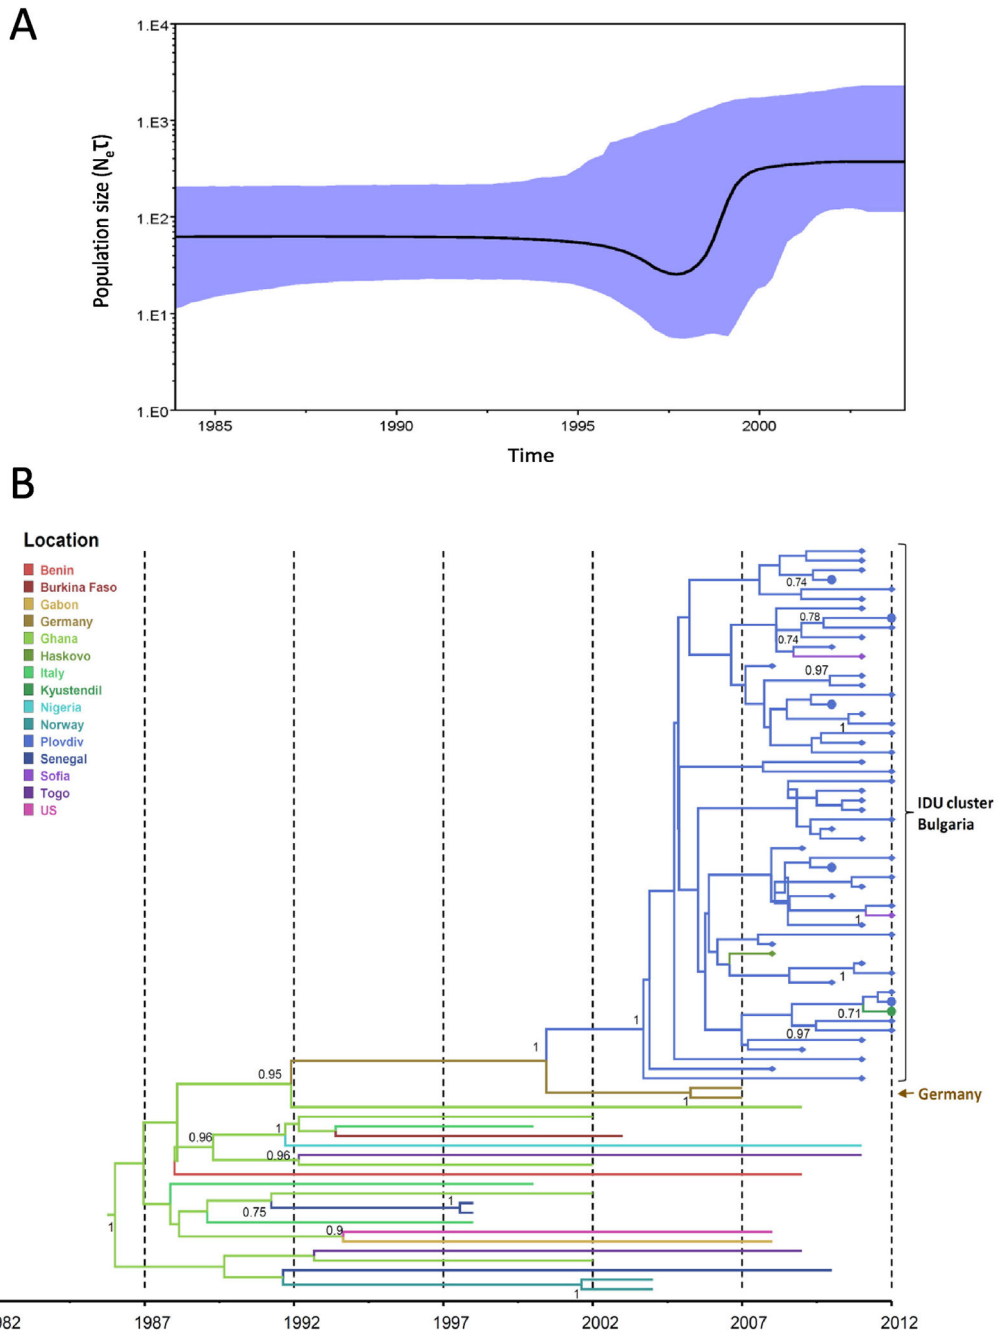 A
1.E4
1.E3
1.E2
1.E1
1.E0
Population size (Neτ)
1985
1990
1995
2000
Time
B
Location
Benin
Burkina Faso
Gabon
Germany
Ghana
Haskovo
Italy
Kyustendil
Nigeria
Norway
Plovdiv
Senegal
Sofia
Togo
US
0.74
0.78
0.74
0.97
1
IDU cluster
Bulgaria
1
1
0.71
0.97
1
1
0.95
1
Germany
0.96
1
0.96
1
0.75
1
0.9
1
982
1987
1992
1997
2002
2007
2012